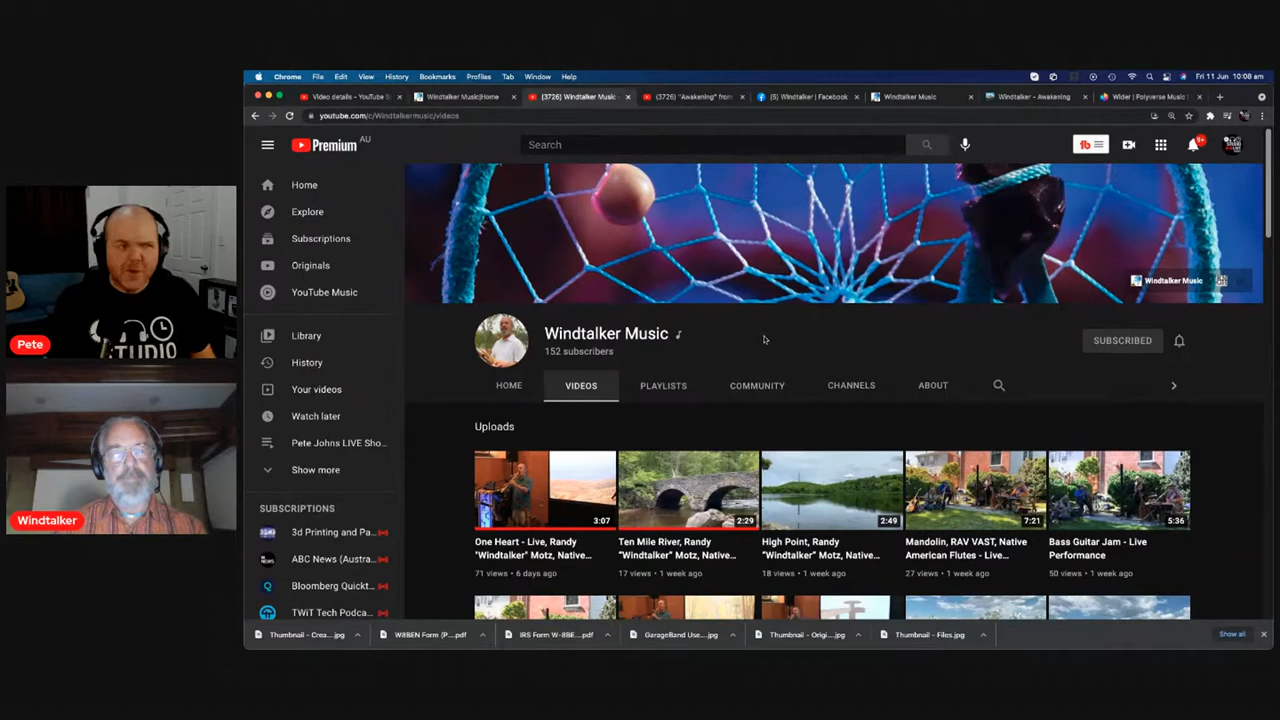 Chrome File Edit View History Bookmarks Profiles Tab Window Help Fri 11 Jun 10:08 am
Video details - YouTube S Windtalker Music|Home (3726) Windtalker Music (3726) "Awakening" from (5) Windtalker | Facebook Windtalker Music Windtalker - Awakening Wider | Polyverse Music |
youtube.com/c/Windtalkermusic/videos
Premium AU Search 9+
Home
Explore
Subscriptions
Originals
YouTube Music
Library
History
Your videos
Watch later
Pete Johns LIVE Sho...
Show more
SUBSCRIPTIONS
3d Printing and Pa...
ABC News (Austra...
Bloomberg Quickt...
TWiT Tech Podca...
Windtalker Music
Windtalker Music
152 subscribers
SUBSCRIBED
HOME VIDEOS PLAYLISTS COMMUNITY CHANNELS ABOUT
Uploads
3:07 2:29 2:49 7:21 5:36
One Heart - Live, Randy
"Windtalker" Motz, Native...
71 views • 6 days ago
Ten Mile River, Randy
"Windtalker" Motz, Native...
17 views • 1 week ago
High Point, Randy
"Windtalker" Motz, Native...
18 views • 1 week ago
Mandolin, RAV VAST, Native
American Flutes - Live...
27 views • 1 week ago
Bass Guitar Jam - Live
Performance
50 views • 1 week ago
Thumbnail - Crea....jpg W8BEN Form (P....pdf IRS Form W-8BE...pdf GarageBand Use...jpg Thumbnail - Origi....jpg Thumbnail - Files.jpg Show all
STUDIO
Pete
Windtalker